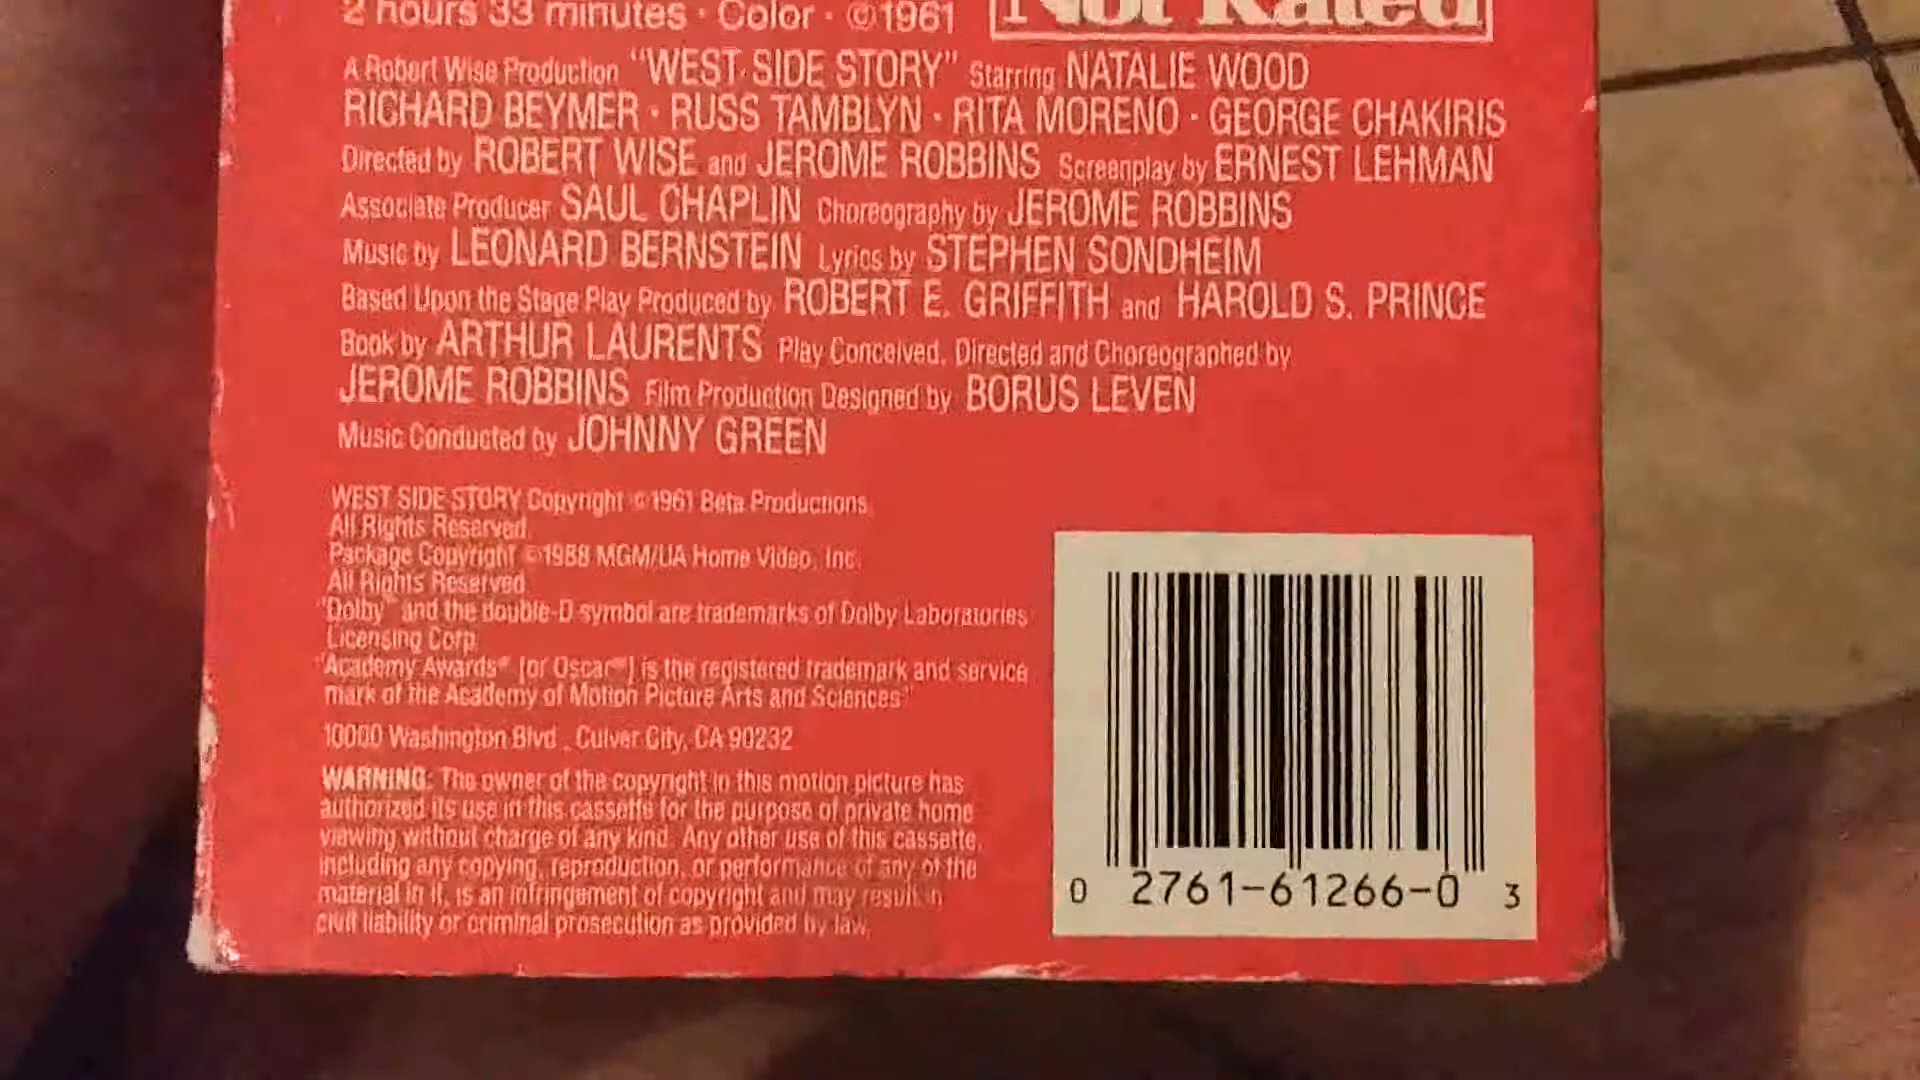 2 hours 33 minutes · Color · ©1961
Not Rated
A Robert Wise Production "WEST SIDE STORY" Starring NATALIE WOOD
RICHARD BEYMER · RUSS TAMBLYN · RITA MORENO · GEORGE CHAKIRIS
Directed by ROBERT WISE and JEROME ROBBINS Screenplay by ERNEST LEHMAN
Associate Producer SAUL CHAPLIN Choreography by JEROME ROBBINS
Music by LEONARD BERNSTEIN Lyrics by STEPHEN SONDHEIM
Based Upon the Stage Play Produced by ROBERT E. GRIFFITH and HAROLD S. PRINCE
Book by ARTHUR LAURENTS Play Conceived, Directed and Choreographed by
JEROME ROBBINS Film Production Designed by BORUS LEVEN
Music Conducted by JOHNNY GREEN
WEST SIDE STORY Copyright ©1961 Beta Productions,
All Rights Reserved.
Package Copyright ©1988 MGM/UA Home Video, Inc.
All Rights Reserved.
"Dolby™ and the double-D symbol are trademarks of Dolby Laboratories
Licensing Corp.
"Academy Awards® [or Oscar®] is the registered trademark and service
mark of the Academy of Motion Picture Arts and Sciences"
10000 Washington Blvd., Culver City, CA 90232
WARNING: The owner of the copyright in this motion picture has
authorized its use in this cassette for the purpose of private home
viewing without charge of any kind. Any other use of this cassette,
including any copying, reproduction, or performance of any of the
material in it, is an infringement of copyright and may result in
civil liability or criminal prosecution as provided by law.
0 2761-61266-0 3